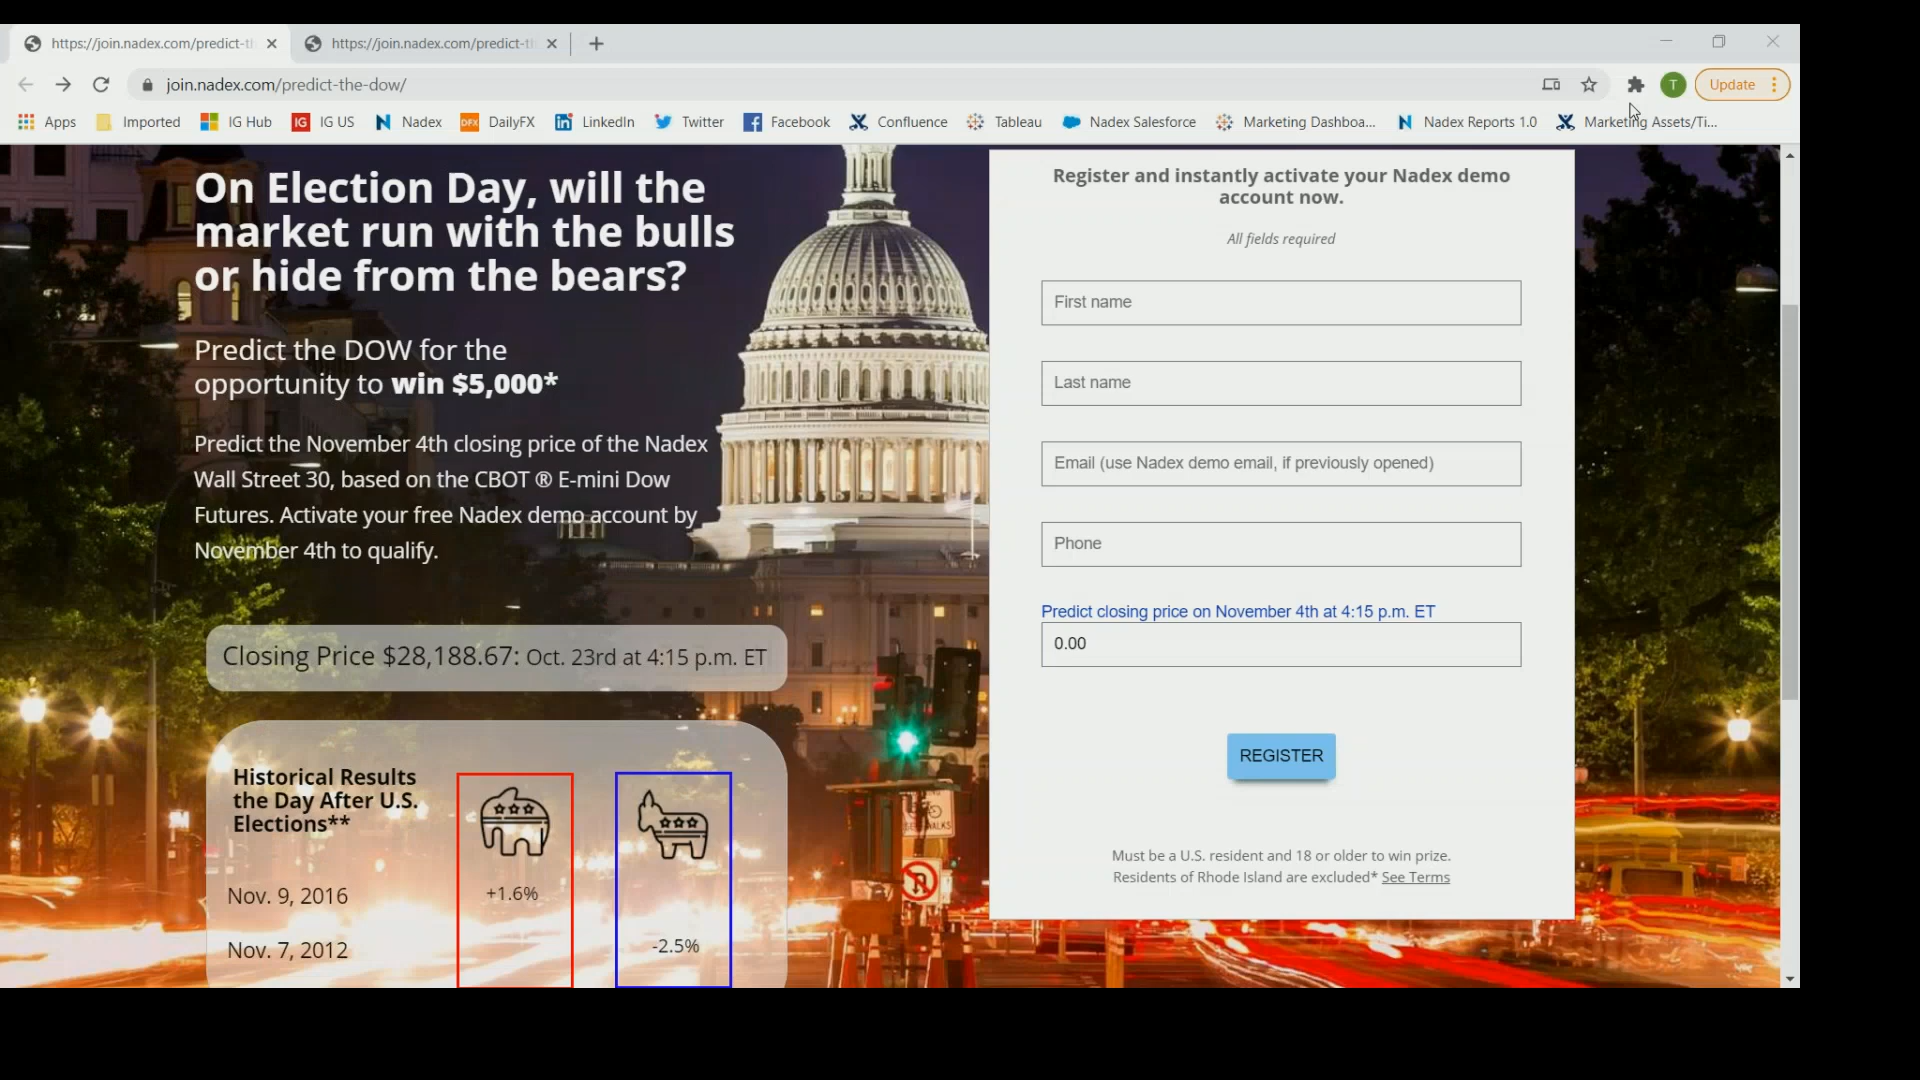 https://join.nadex.com/predict-t
https://join.nadex.com/predict-t
join.nadex.com/predict-the-dow/
T
Update
Apps
Imported
IG Hub
IG
IG US
Nadex
DFX
DailyFX
LinkedIn
Twitter
Facebook
Confluence
Tableau
Nadex Salesforce
Marketing Dashboa...
Nadex Reports 1.0
Marketing Assets/Ti...
On Election Day, will the
market run with the bulls
or hide from the bears?
Predict the DOW for the
opportunity to win $5,000*
Predict the November 4th closing price of the Nadex
Wall Street 30, based on the CBOT ® E-mini Dow
Futures. Activate your free Nadex demo account by
November 4th to qualify.
Closing Price $28,188.67: Oct. 23rd at 4:15 p.m. ET
Historical Results
the Day After U.S.
Elections**
Nov. 9, 2016
+1.6%
Nov. 7, 2012
-2.5%
Register and instantly activate your Nadex demo
account now.
All fields required
First name
Last name
Email (use Nadex demo email, if previously opened)
Phone
Predict closing price on November 4th at 4:15 p.m. ET
0.00
REGISTER
Must be a U.S. resident and 18 or older to win prize.
Residents of Rhode Island are excluded* See Terms